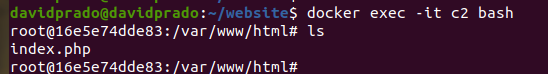 davidprado@davidprado:~/website$ docker exec -it c2 bash
root@16e5e74dde83:/var/www/html# ls
index.php
root@16e5e74dde83:/var/www/html#